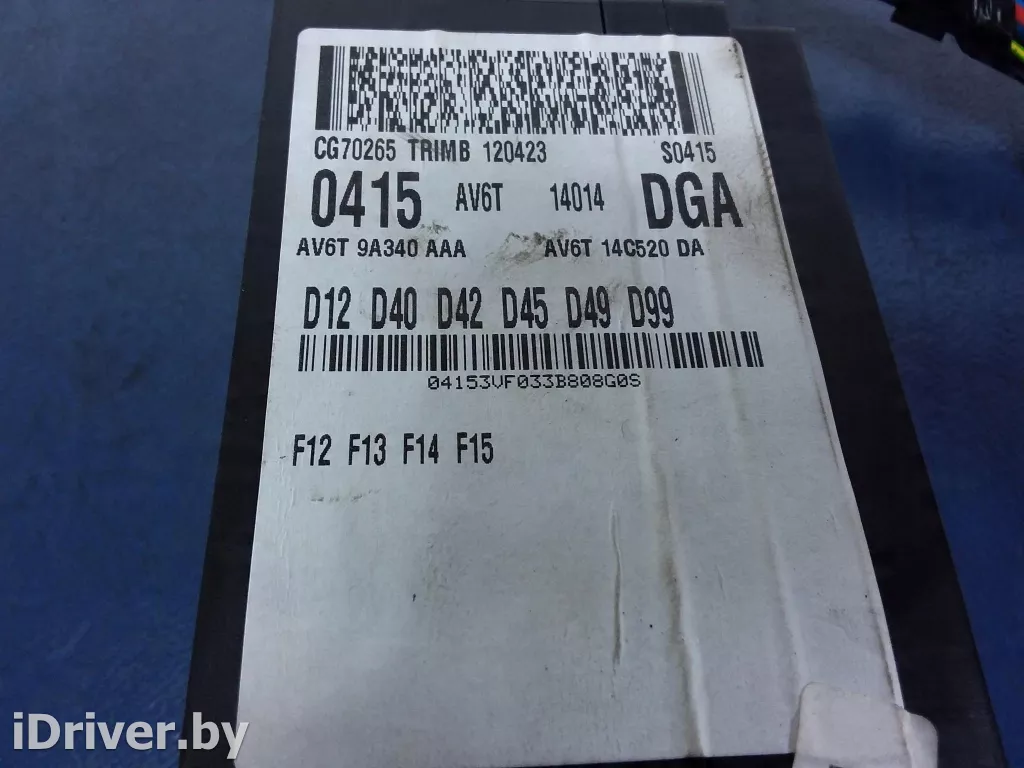 CG70265 TRIMB 120423 S0415
0415 AV6T 14014 DGA
AV6T 9A340 AAA AV6T 14C520 DA
D12 D40 D42 D45 D49 D99
04153VF033B808G0S
F12 F13 F14 F15
iDriver.by